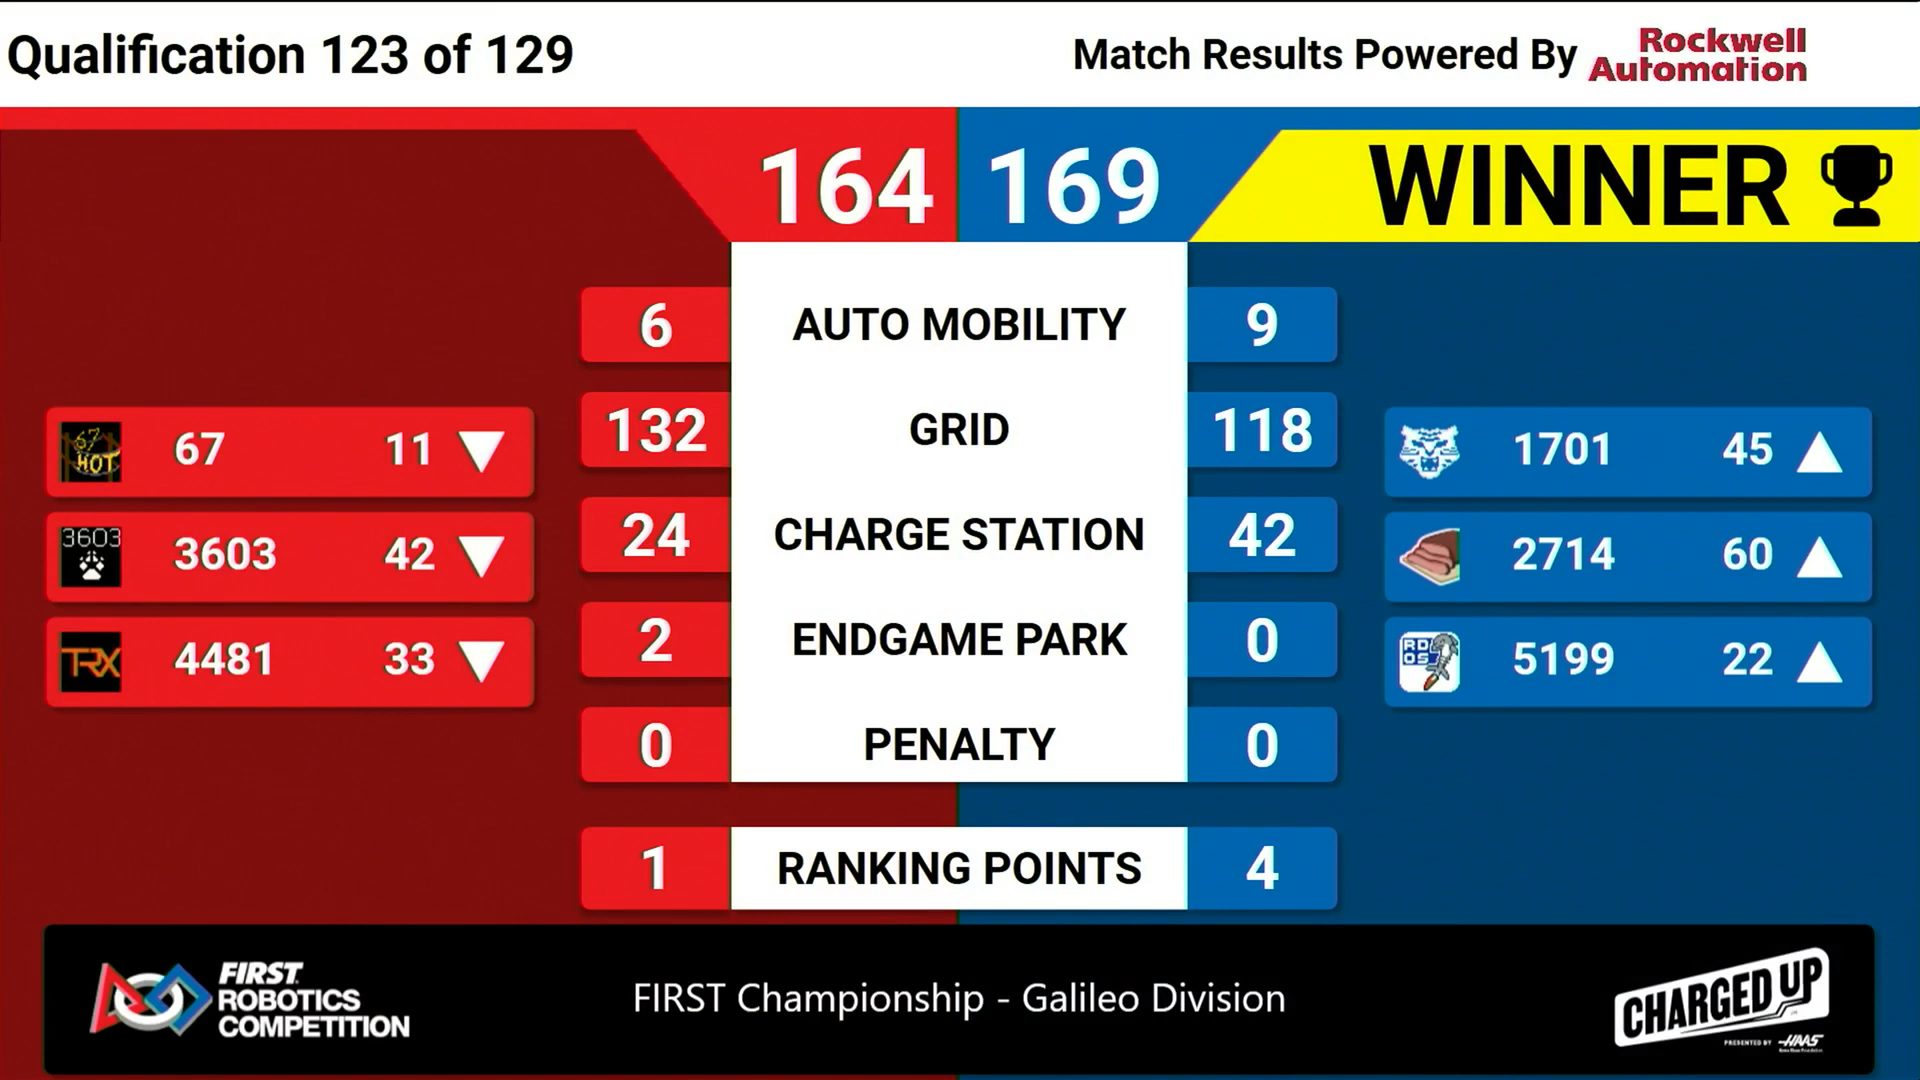 Qualification 123 of 129
Match Results Powered By
Rockwell
Automation
164
169
WINNER
6 AUTO MOBILITY 9
132 GRID 118
24 CHARGE STATION 42
2 ENDGAME PARK 0
0 PENALTY 0
1 RANKING POINTS 4
67 HOT
67 11
3603
3603 42
TRX
4481 33
1701 45
2714 60
RD
OS
5199 22
FIRST
ROBOTICS
COMPETITION
FIRST Championship - Galileo Division
CHARGED UP
PRESENTED BY HAAS